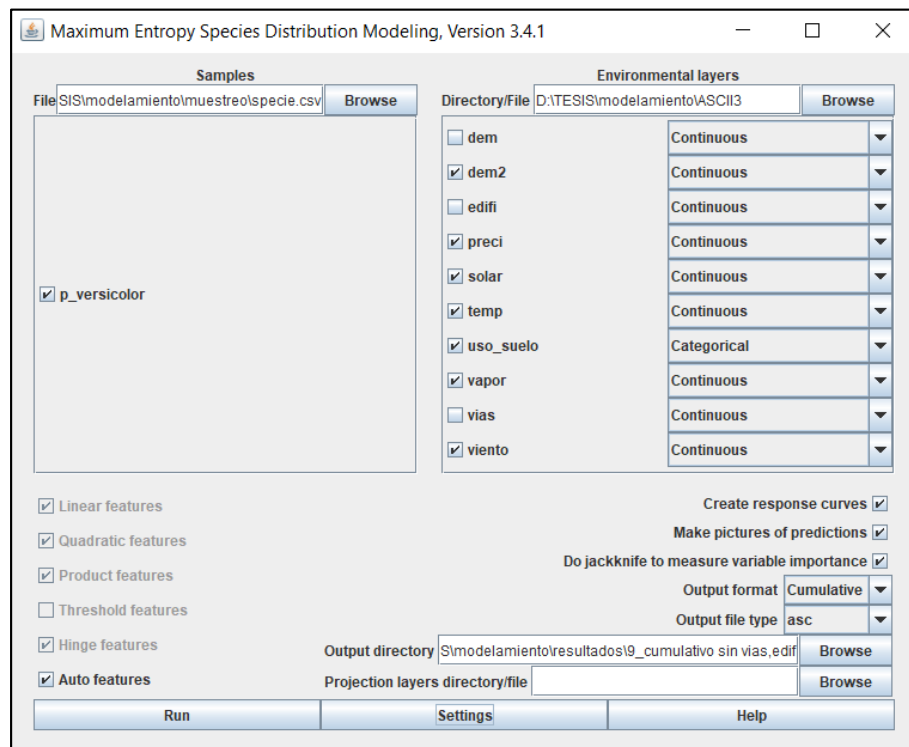 Maximum Entropy Species Distribution Modeling, Version 3.4.1
Samples
File SIS\modelamiento\muestreo\specie.csv Browse
p_versicolor
Environmental layers
Directory/File D:\TESIS\modelamiento\ASCII3 Browse
dem Continuous
dem2 Continuous
edifi Continuous
preci Continuous
solar Continuous
temp Continuous
uso_suelo Categorical
vapor Continuous
vias Continuous
viento Continuous
Linear features
Quadratic features
Product features
Threshold features
Hinge features
Auto features
Create response curves
Make pictures of predictions
Do jackknife to measure variable importance
Output format Cumulative
Output file type asc
Output directory S\modelamiento\resultados\9_cumulativo sin vias,edif Browse
Projection layers directory/file Browse
Run Settings Help